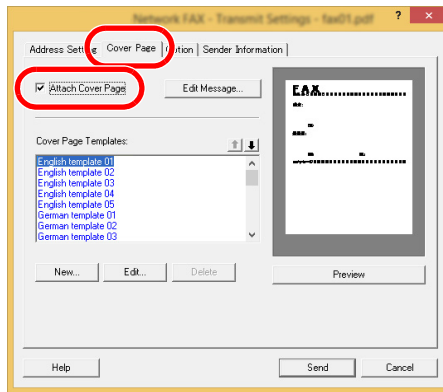 Network FAX - Transmit Settings - fax01.pdf ? ×
Address Setting Cover Page Option Sender Information
Attach Cover Page Edit Message...
FAX
Cover Page Templates:
English template 01
English template 02
English template 03
English template 04
English template 05
German template 01
German template 02
German template 03
New... Edit... Delete Preview
Help Send Cancel